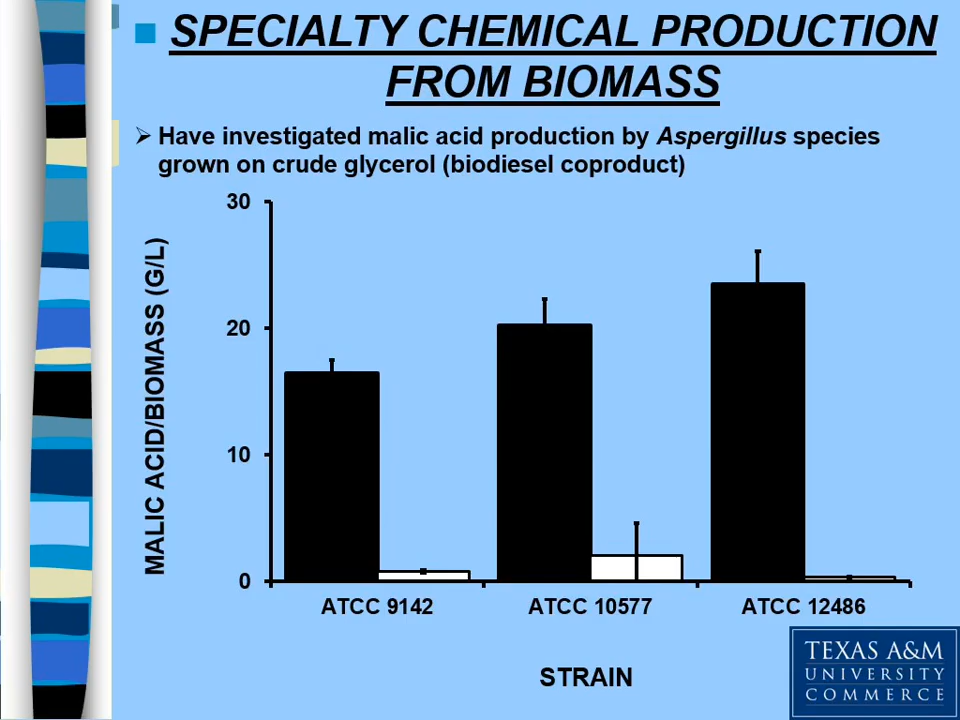 SPECIALTY CHEMICAL PRODUCTION
FROM BIOMASS
Have investigated malic acid production by Aspergillus species
grown on crude glycerol (biodiesel coproduct)
MALIC ACID/BIOMASS (G/L)
30
20
10
0
ATCC 9142
ATCC 10577
ATCC 12486
STRAIN
TEXAS A&M
UNIVERSITY
COMMERCE